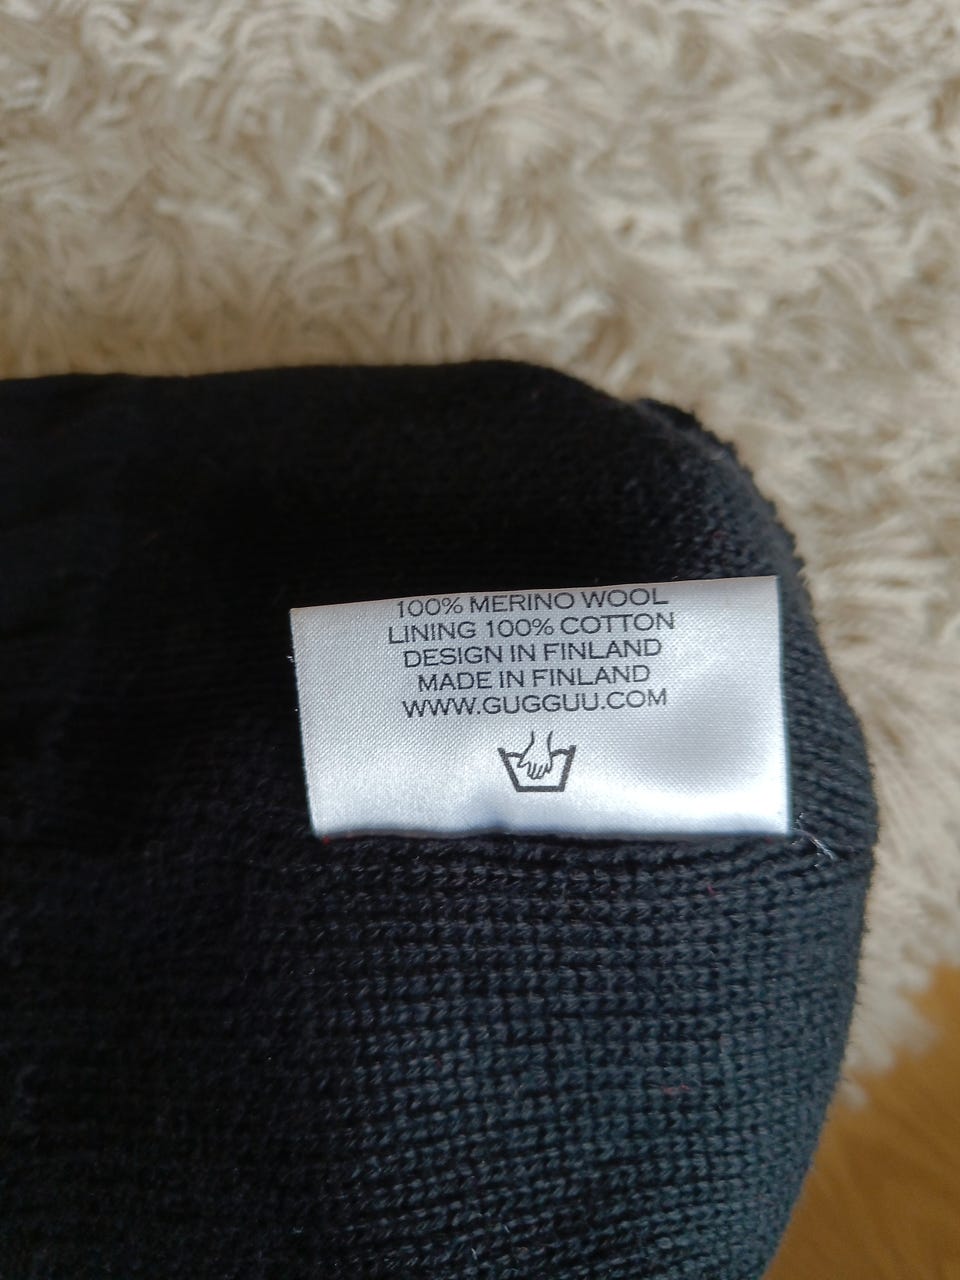 100% MERINO WOOL
LINING 100% COTTON
DESIGN IN FINLAND
MADE IN FINLAND
WWW.GUGGUU.COM